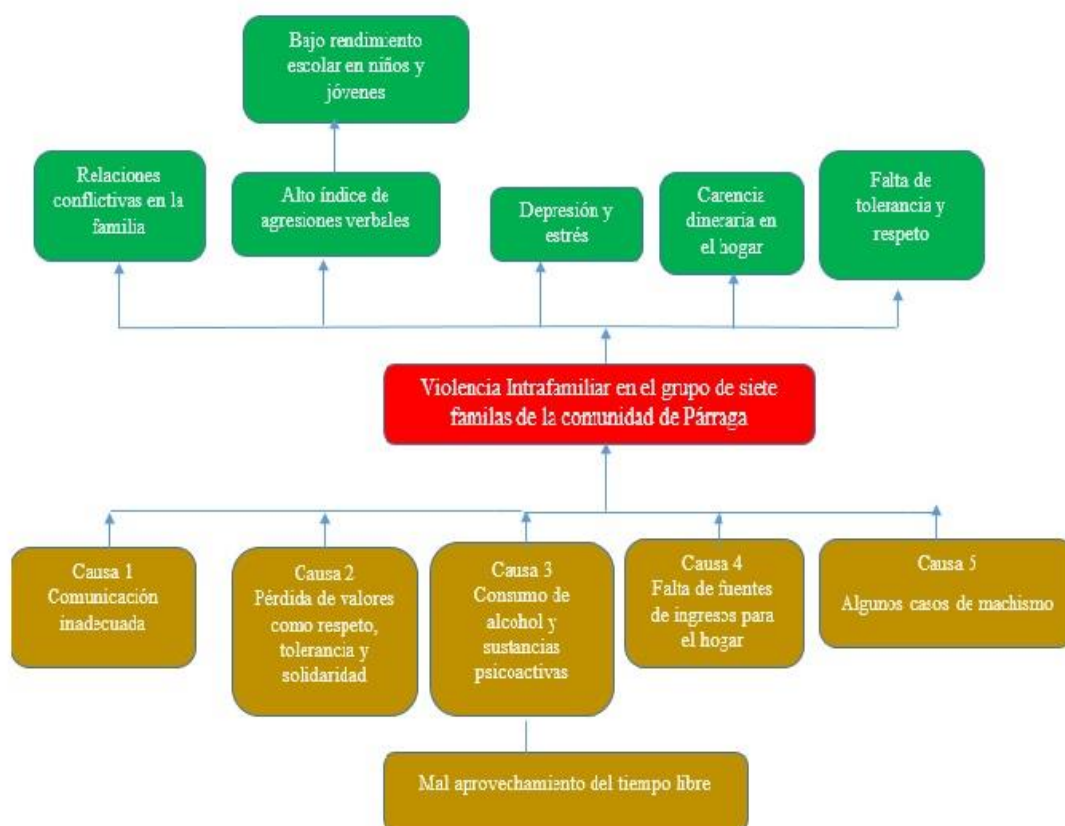 Bajo rendimiento
escolar en niños y
jóvenes
Relaciones
conflictivas en la
familia
Alto índice de
agresiones verbales
Depresión y
estrés
Carencia
dineraria en
el hogar
Falta de
tolerancia y
respeto
Violencia Intrafamiliar en el grupo de siete
familas de la comunidad de Párraga
Causa 1
Comunicación
inadecuada
Causa 2
Pérdida de valores
como respeto,
tolerancia y
solidaridad
Causa 3
Consumo de
alcohol y
sustancias
psicoactivas
Causa 4
Falta de fuentes
de ingresos para
el hogar
Causa 5
Algunos casos de machismo
Mal aprovechamiento del tiempo libre